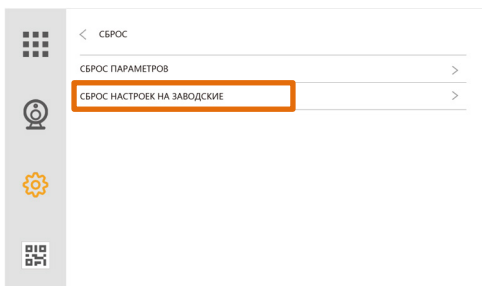 СБРОС
СБРОС ПАРАМЕТРОВ
СБРОС НАСТРОЕК НА ЗАВОДСКИЕ